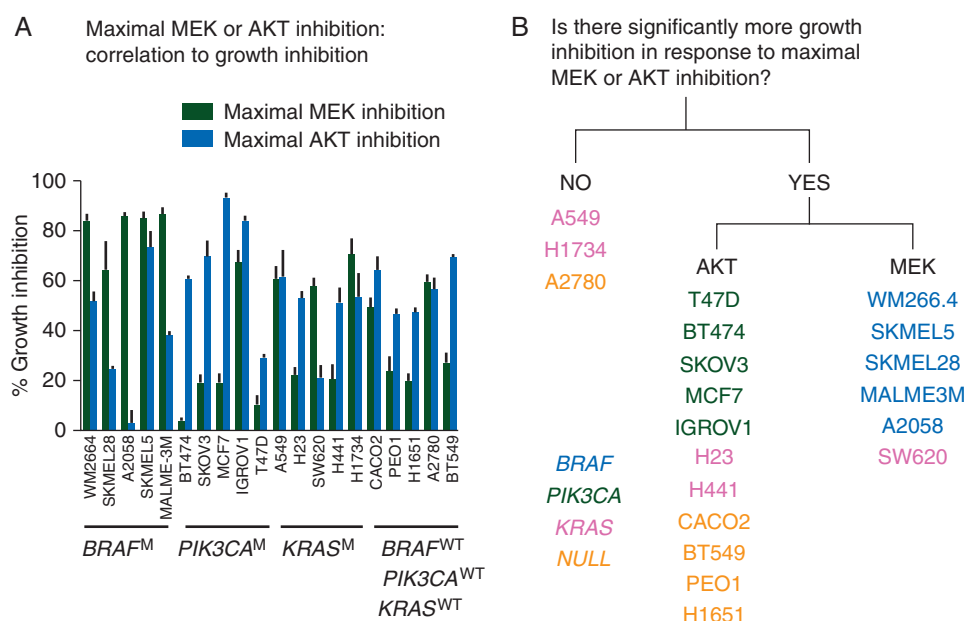 A
Maximal MEK or AKT inhibition:
correlation to growth inhibition
Maximal MEK inhibition
Maximal AKT inhibition
% Growth inhibition
100
80
60
40
20
0
WM2664
SKMEL28
A2058
SKMEL5
MALME-3M
BT474
SKOV3
MCF7
IGROV1
T47D
A549
H23
SW620
H441
H1734
CACO2
PEO1
H1651
A2780
BT549
BRAFᴹ
PIK3CAᴹ
KRASᴹ
BRAFᵂᵀ
PIK3CAᵂᵀ
KRASᵂᵀ
B
Is there significantly more growth
inhibition in response to maximal
MEK or AKT inhibition?
NO
A549
H1734
A2780
YES
AKT
T47D
BT474
SKOV3
MCF7
IGROV1
H23
H441
CACO2
BT549
PEO1
H1651
MEK
WM266.4
SKMEL5
SKMEL28
MALME3M
A2058
SW620
BRAF
PIK3CA
KRAS
NULL